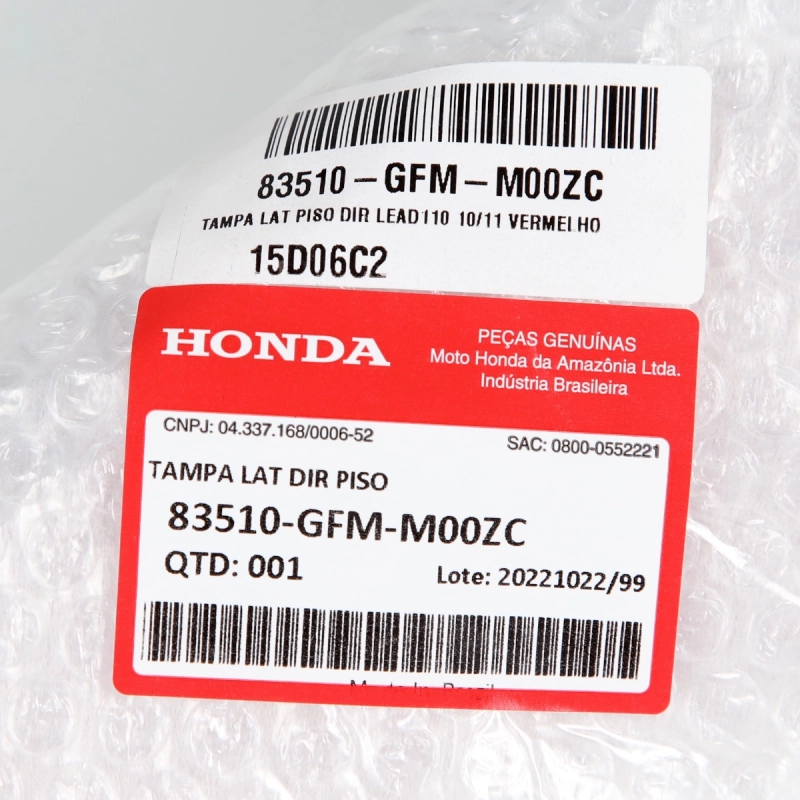 83510-GFM-M00ZC
TAMPA LAT PISO DIR LEAD110 10/11 VERMELHO
15D06C2
HONDA
PEÇAS GENUÍNAS
Moto Honda da Amazônia Ltda.
Indústria Brasileira
CNPJ: 04.337.168/0006-52
SAC: 0800-0552221
TAMPA LAT DIR PISO
83510-GFM-M00ZC
QTD: 001
Lote: 20221022/99